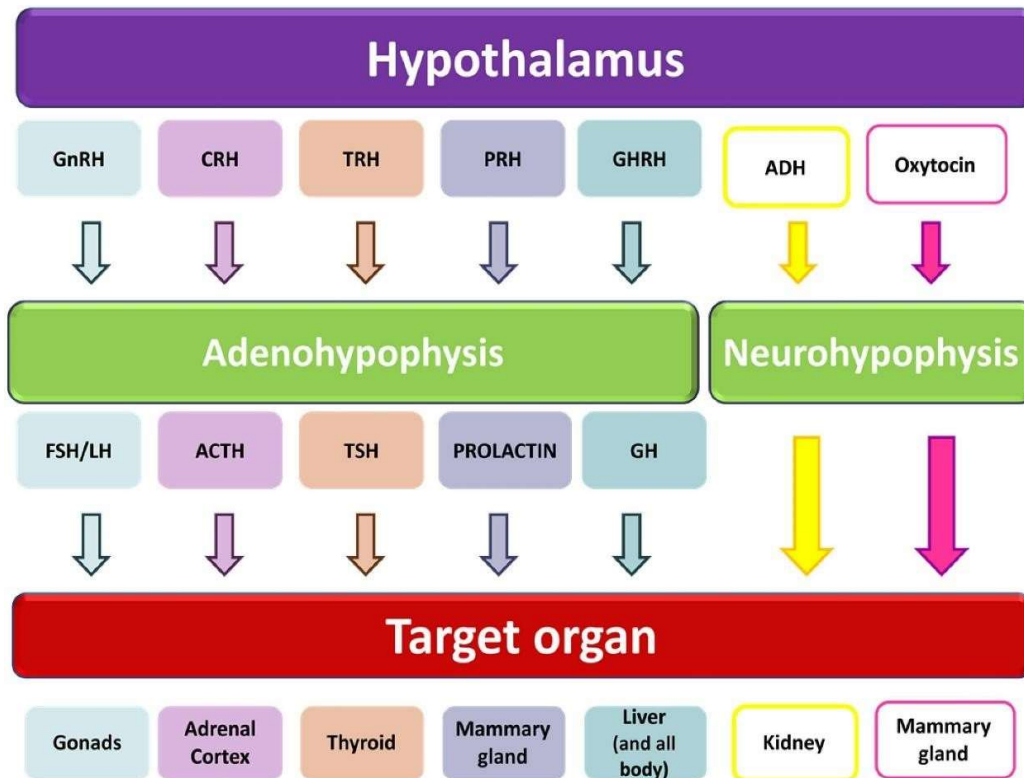 Hypothalamus
GnRH
CRH
TRH
PRH
GHRH
ADH
Oxytocin
Adenohypophysis
Neurohypophysis
FSH/LH
ACTH
TSH
PROLACTIN
GH
Target organ
Gonads
Adrenal
Cortex
Thyroid
Mammary
gland
Liver
(and all
body)
Kidney
Mammary
gland